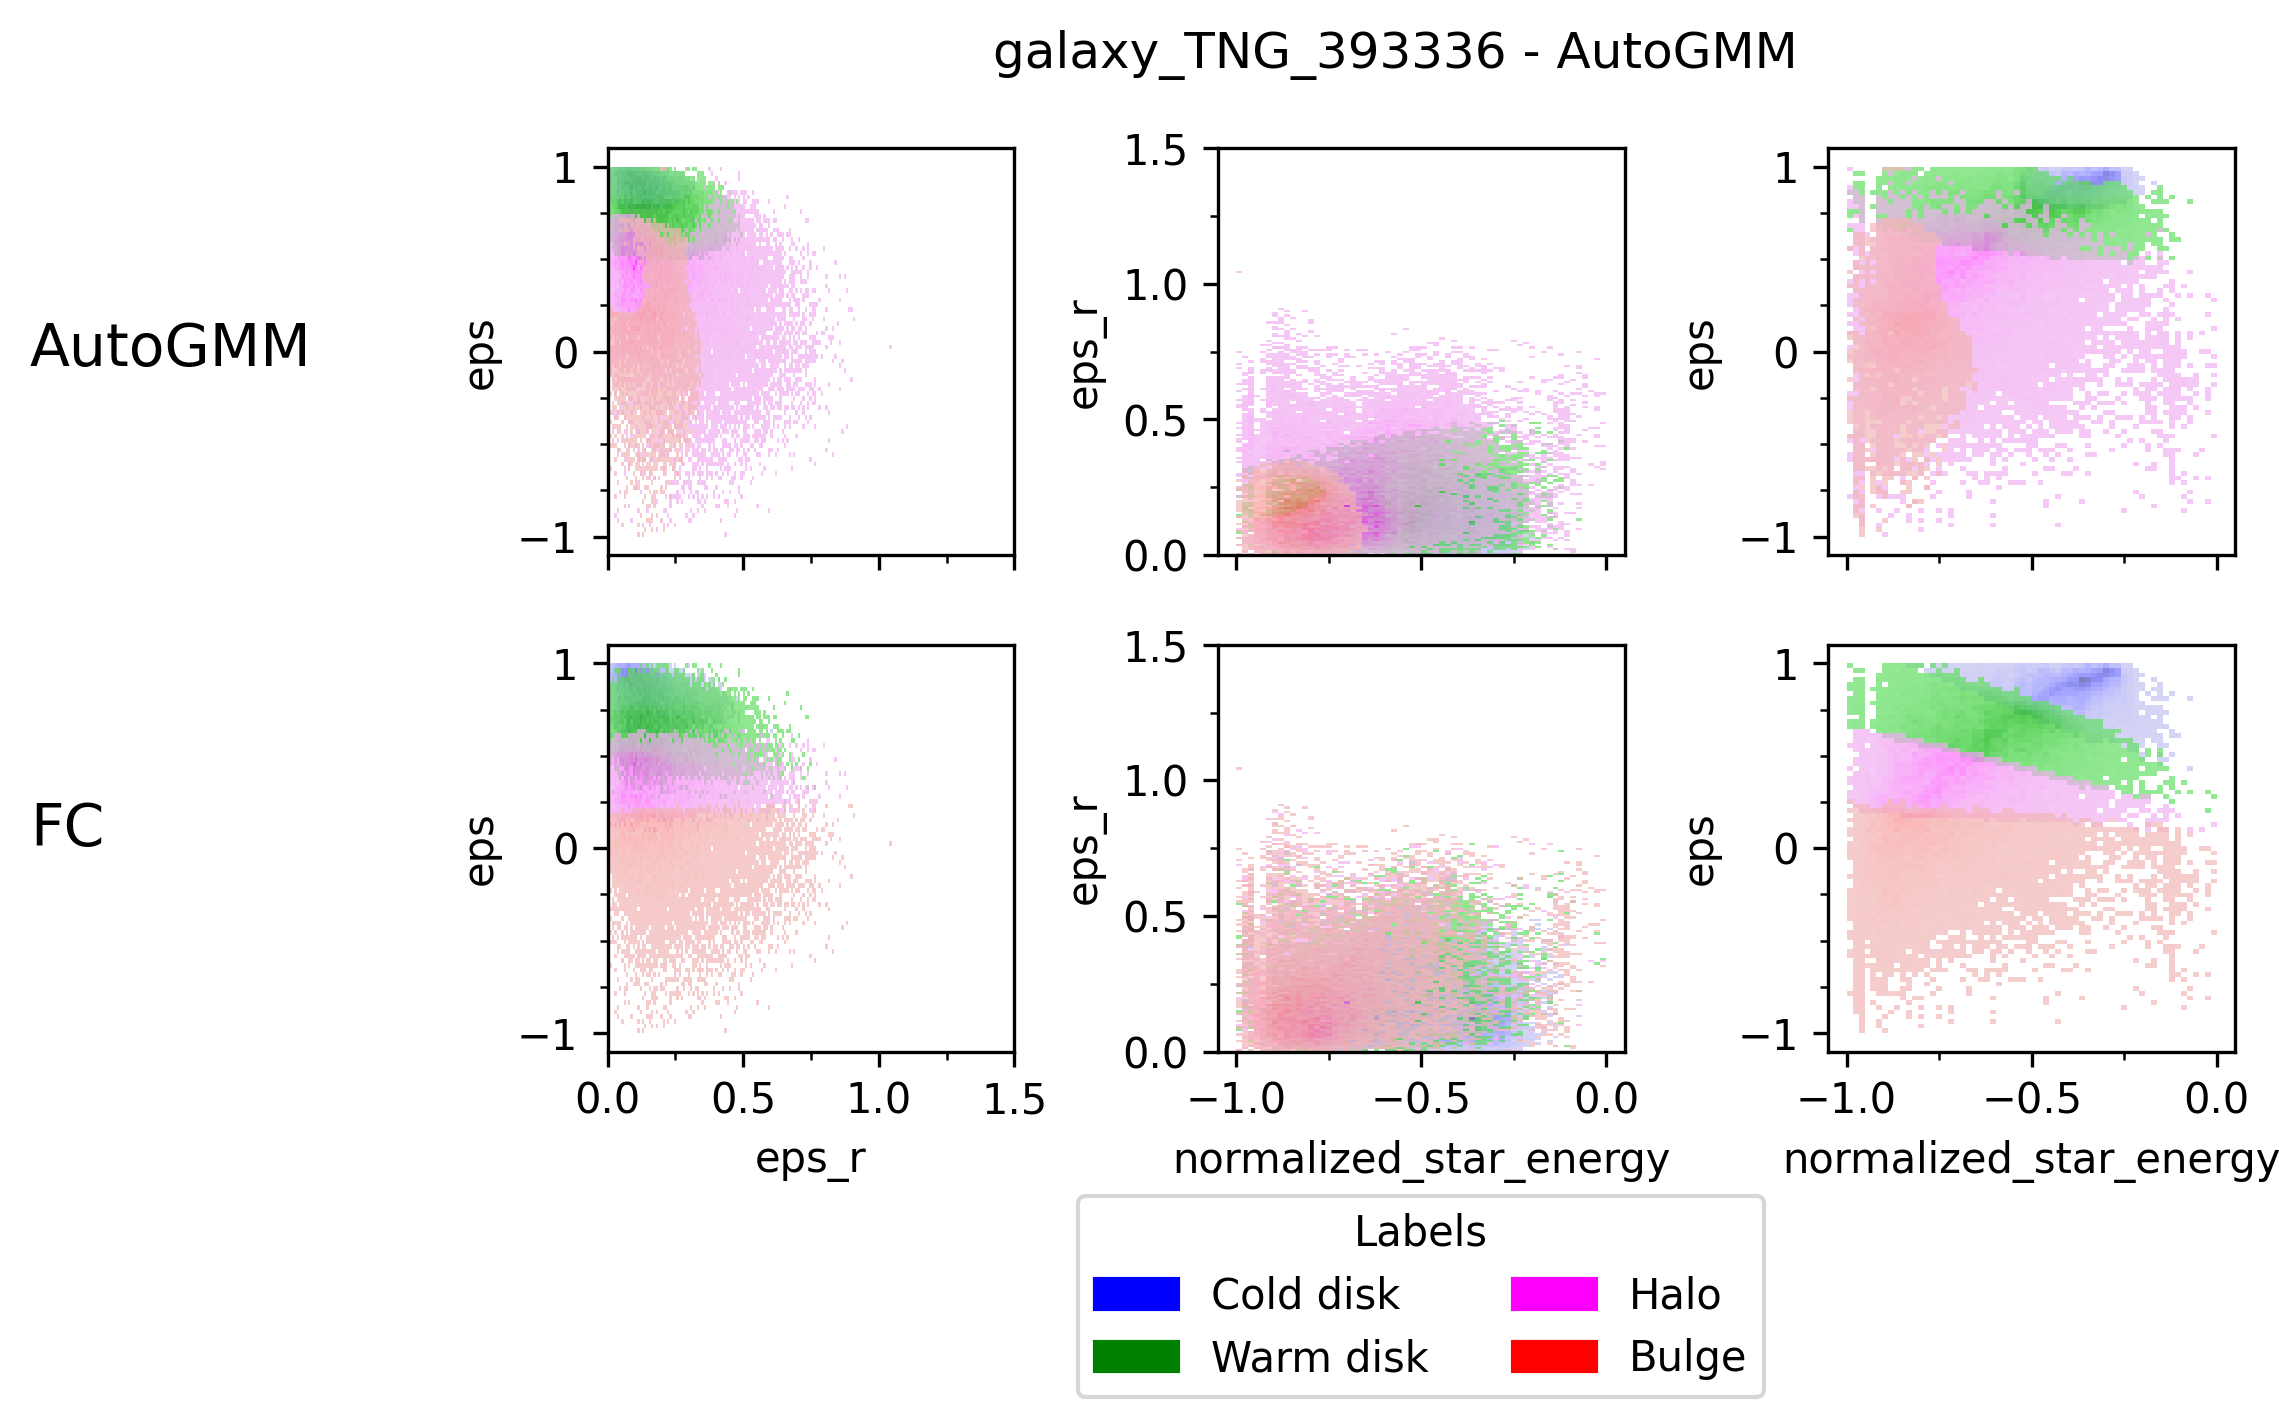 galaxy_TNG_393336 - AutoGMM
AutoGMM
1
0
−1
eps
1.5
1.0
0.5
0.0
eps_r
1
0
−1
eps
FC
1
0
−1
eps
0.0 0.5 1.0 1.5
eps_r
1.5
1.0
0.5
0.0
eps_r
−1.0 −0.5 0.0
normalized_star_energy
1
0
−1
eps
−1.0 −0.5 0.0
normalized_star_energy
Labels
Cold disk
Warm disk
Halo
Bulge